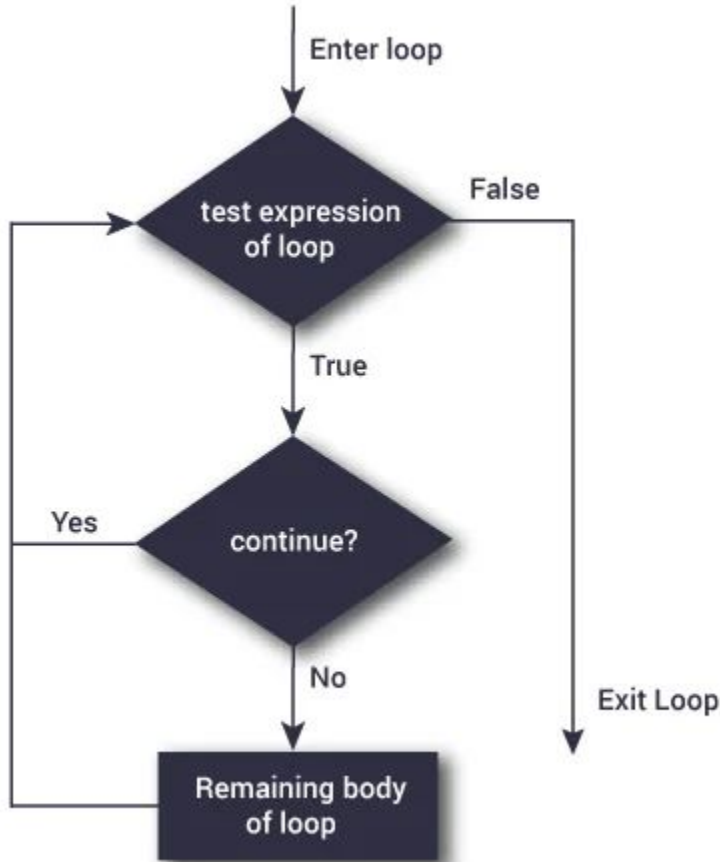 Enter loop
test expression
of loop
False
True
Yes
continue?
No
Exit Loop
Remaining body
of loop